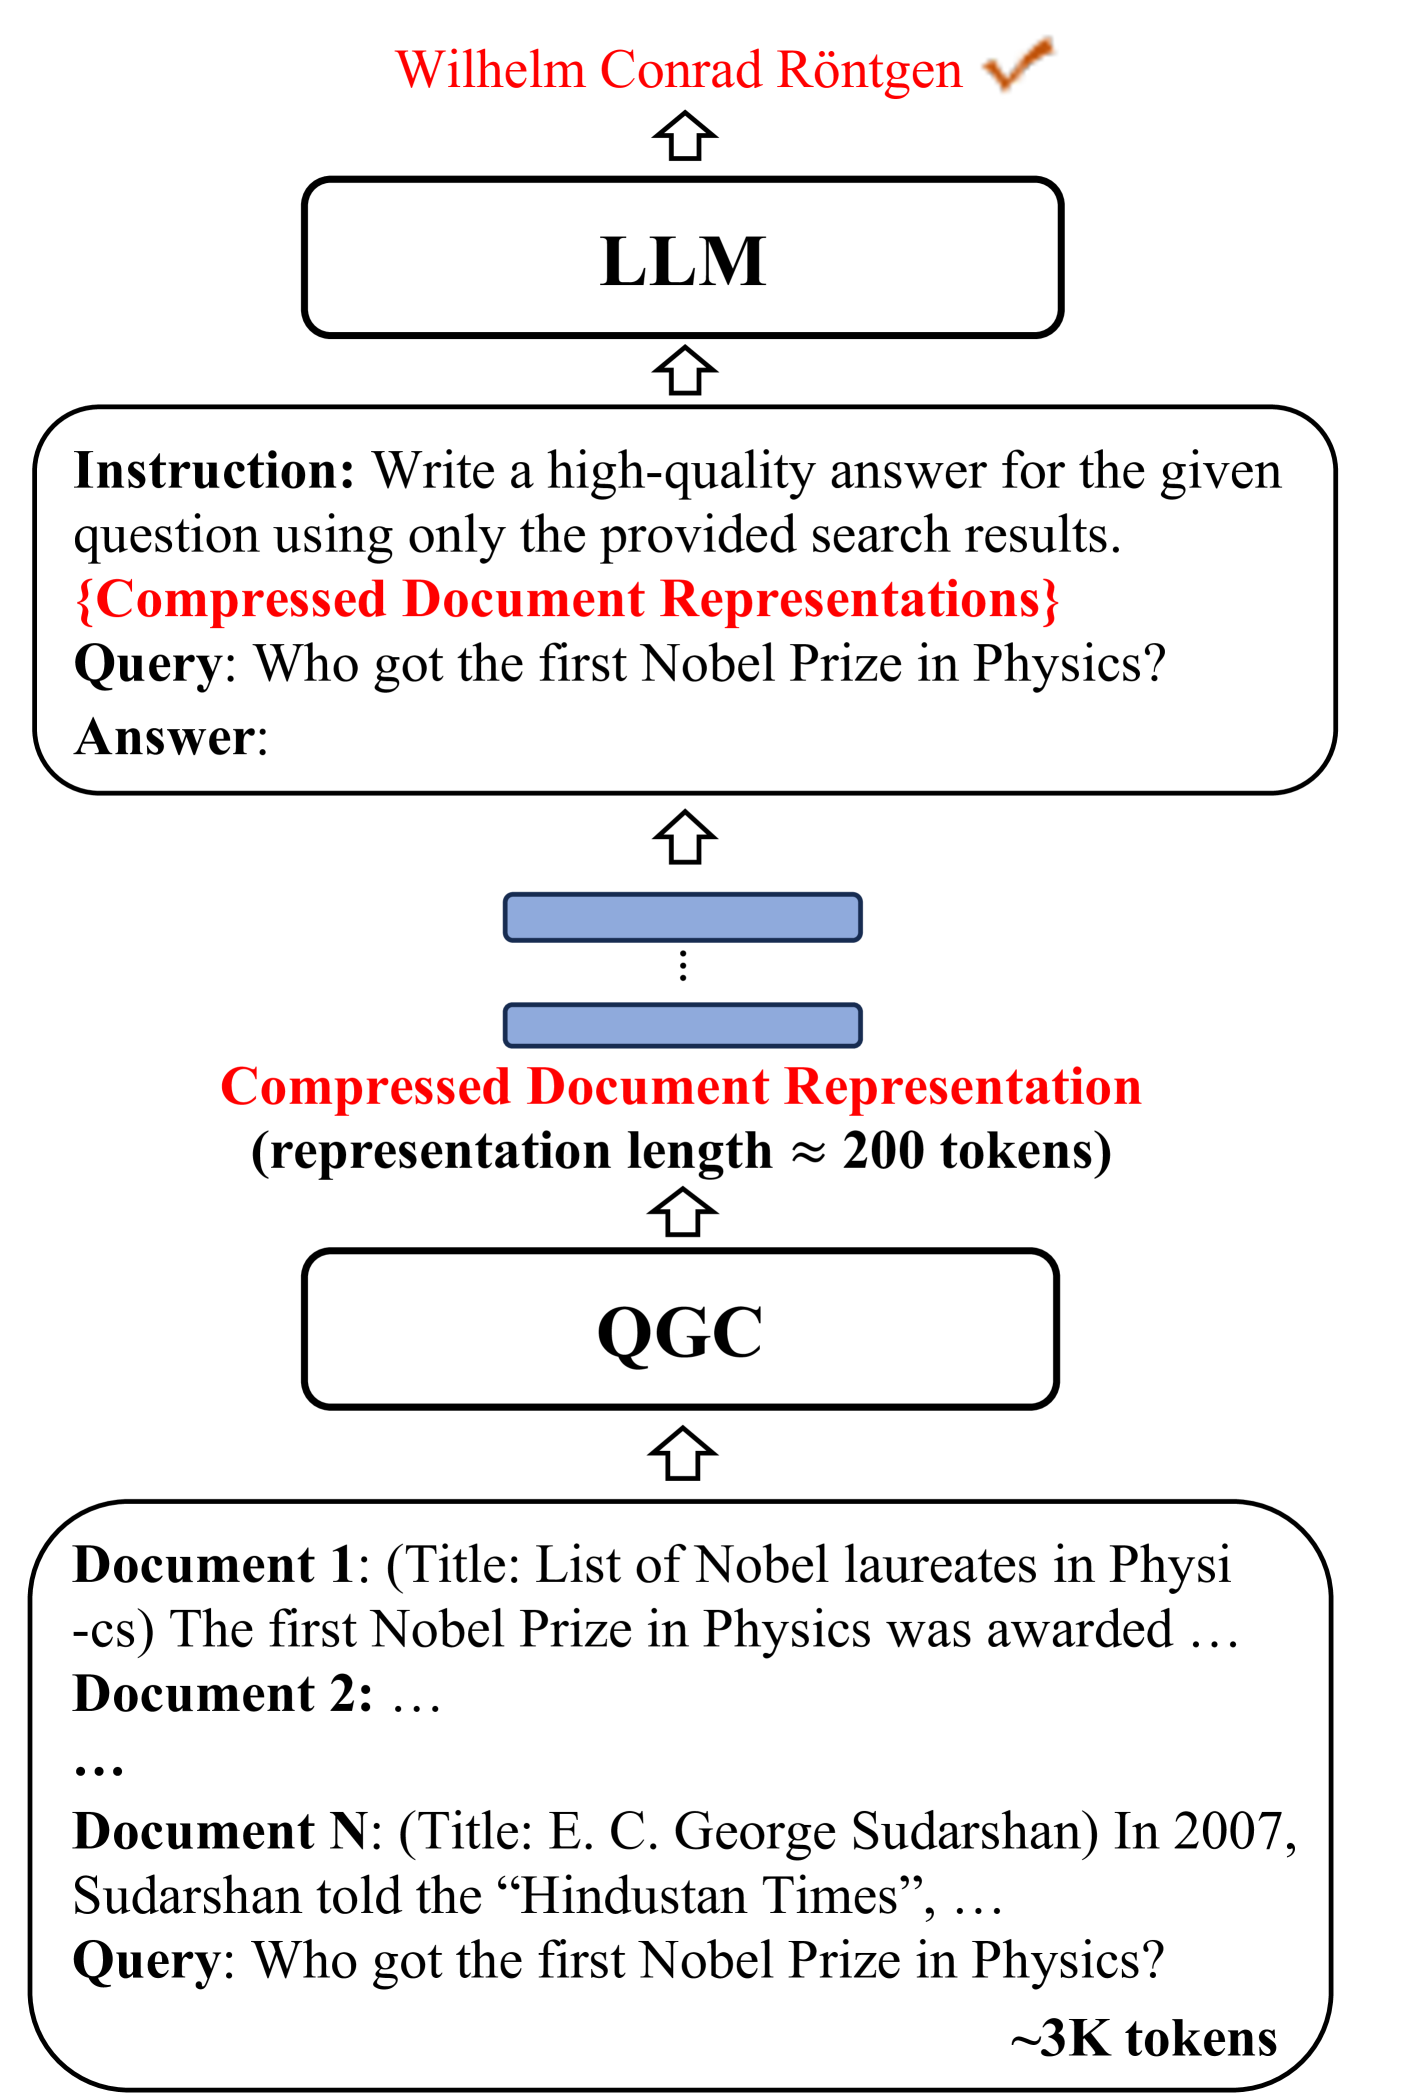 Wilhelm Conrad Röntgen
LLM
Instruction: Write a high-quality answer for the given
question using only the provided search results.
{Compressed Document Representations}
Query: Who got the first Nobel Prize in Physics?
Answer:
⋮
Compressed Document Representation
(representation length ≈ 200 tokens)
QGC
Document 1: (Title: List of Nobel laureates in Physi
-cs) The first Nobel Prize in Physics was awarded …
Document 2: …
…
Document N: (Title: E. C. George Sudarshan) In 2007,
Sudarshan told the “Hindustan Times”, …
Query: Who got the first Nobel Prize in Physics?
~3K tokens